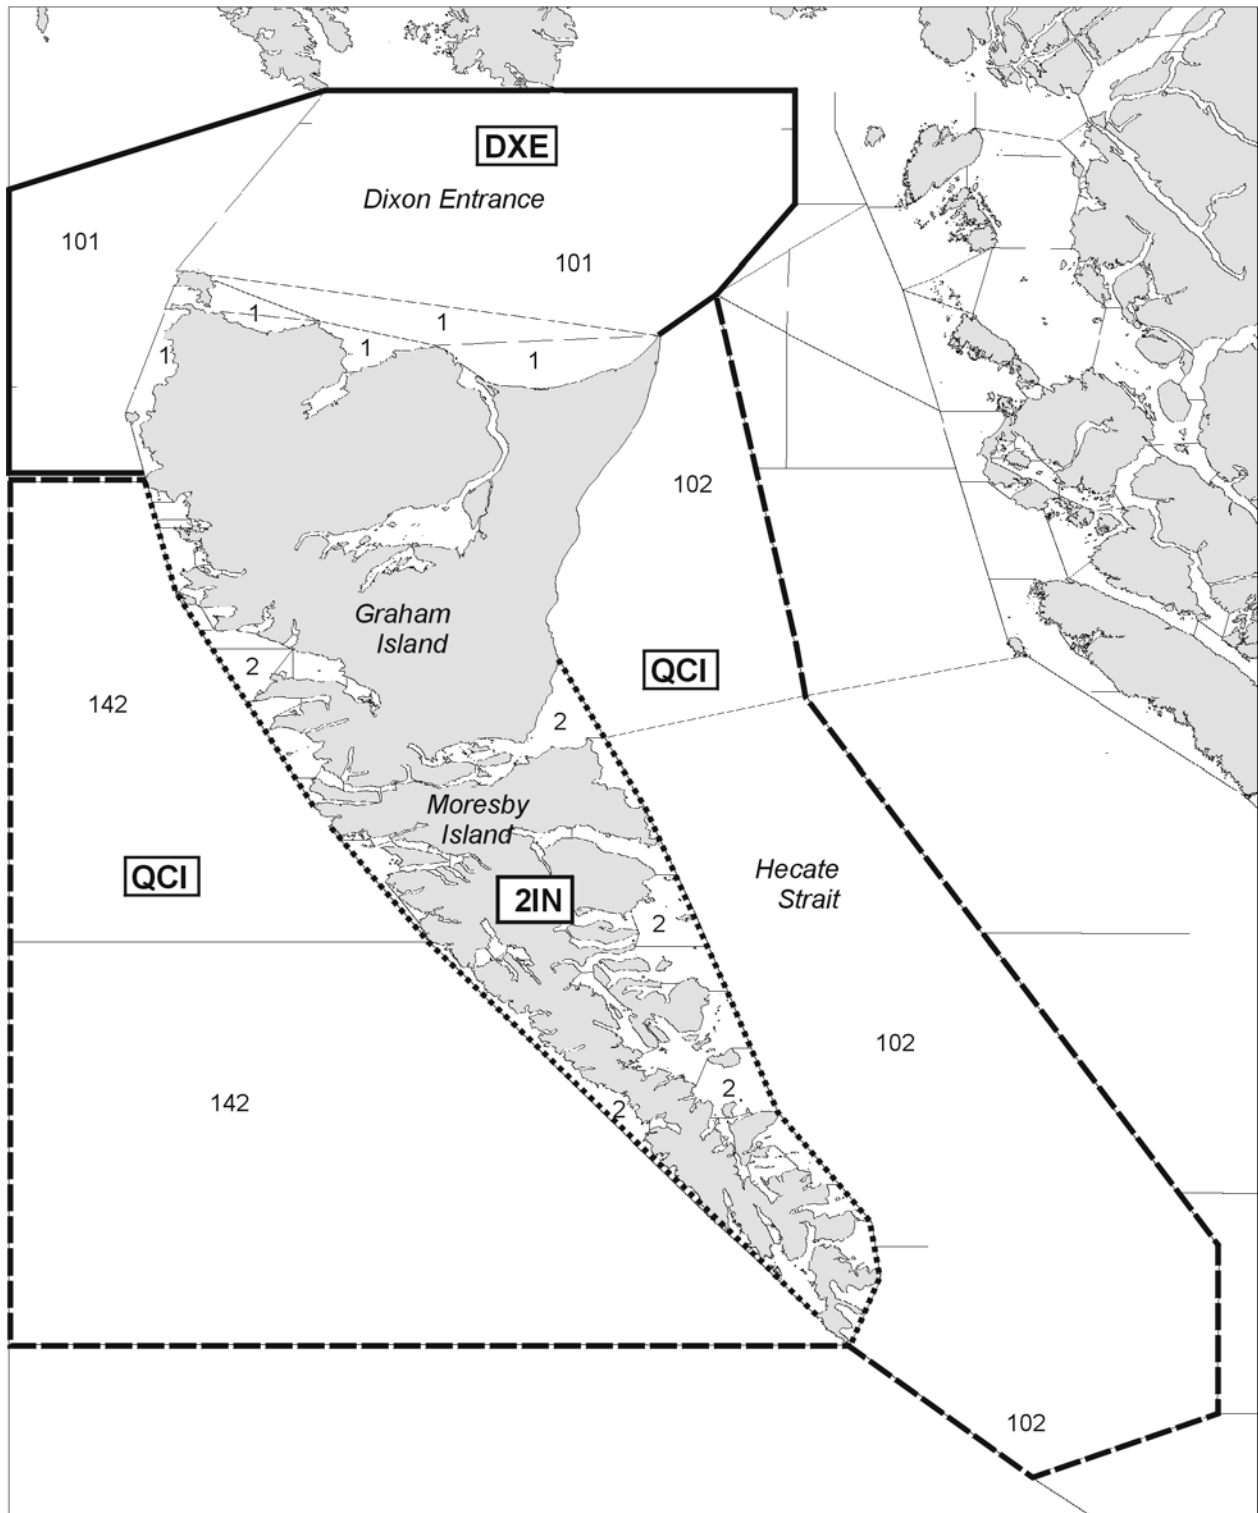 DXE
Dixon Entrance
101
101
1
1
1
1
1
102
Graham
Island
2
QCI
142
2
Moresby
Island
Hecate
Strait
QCI
2IN
2
102
142
2
2
102